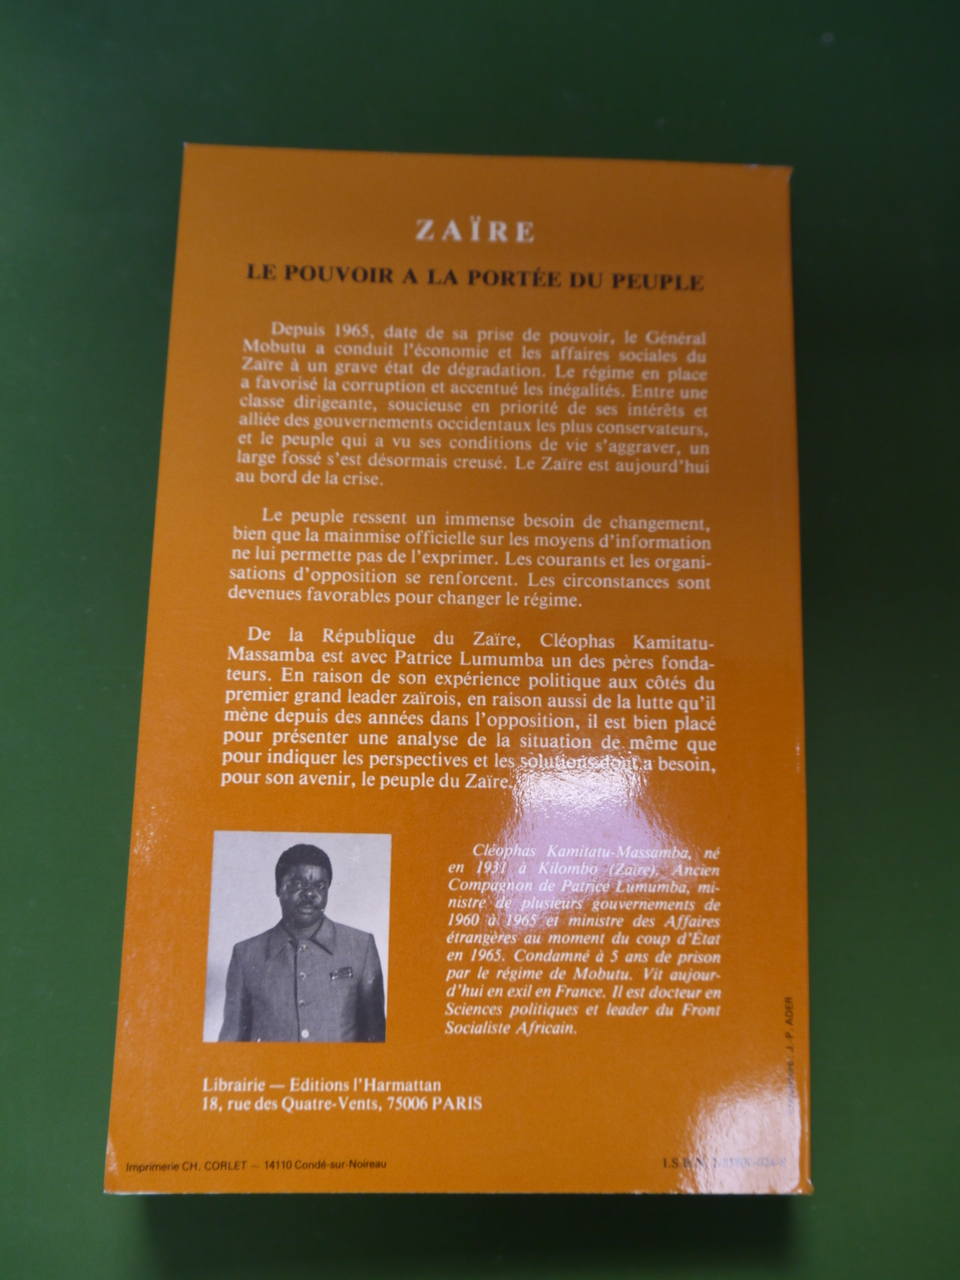 ZAÏRE
LE POUVOIR A LA PORTÉE DU PEUPLE
Depuis 1965, date de sa prise de pouvoir, le Général
Mobutu a conduit l'économie et les affaires sociales du
Zaïre à un grave état de dégradation. Le régime en place
a favorisé la corruption et accentué les inégalités. Entre une
classe dirigeante, soucieuse en priorité de ses intérêts et
alliée des gouvernements occidentaux les plus conservateurs,
et le peuple qui a vu ses conditions de vie s'aggraver, un
large fossé s'est désormais creusé. Le Zaïre est aujourd'hui
au bord de la crise.
Le peuple ressent un immense besoin de changement,
bien que la mainmise officielle sur les moyens d'information
ne lui permette pas de l'exprimer. Les courants et les organi-
sations d'opposition se renforcent. Les circonstances sont
devenues favorables pour changer le régime.
De la République du Zaïre, Cléophas Kamitatu-
Massamba est avec Patrice Lumumba un des pères fonda-
teurs. En raison de son expérience politique aux côtés du
premier grand leader zaïrois, en raison aussi de la lutte qu'il
mène depuis des années dans l'opposition, il est bien placé
pour présenter une analyse de la situation de même que
pour indiquer les perspectives et les solutions dont a besoin,
pour son avenir, le peuple du Zaïre.
Cléophas Kamitatu-Massamba, né
en 1931 à Kilombo (Zaïre). Ancien
Compagnon de Patrice Lumumba, mi-
nistre de plusieurs gouvernements de
1960 à 1965 et ministre des Affaires
étrangères au moment du coup d'État
en 1965. Condamné à 5 ans de prison
par le régime de Mobutu. Vit aujour-
d'hui en exil en France. Il est docteur en
Sciences politiques et leader du Front
Socialiste Africain.
J.-P. ADER
Librairie — Editions l'Harmattan
18, rue des Quatre-Vents, 75006 PARIS
Imprimerie CH. CORLET — 14110 Condé-sur-Noireau
I.S.B.N.